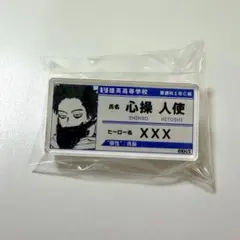 雄英高等学校 普通科1年C組
氏名 心操 人使
SHINSO HITOSHI
ヒーロー名 XXX
"個性":洗脳